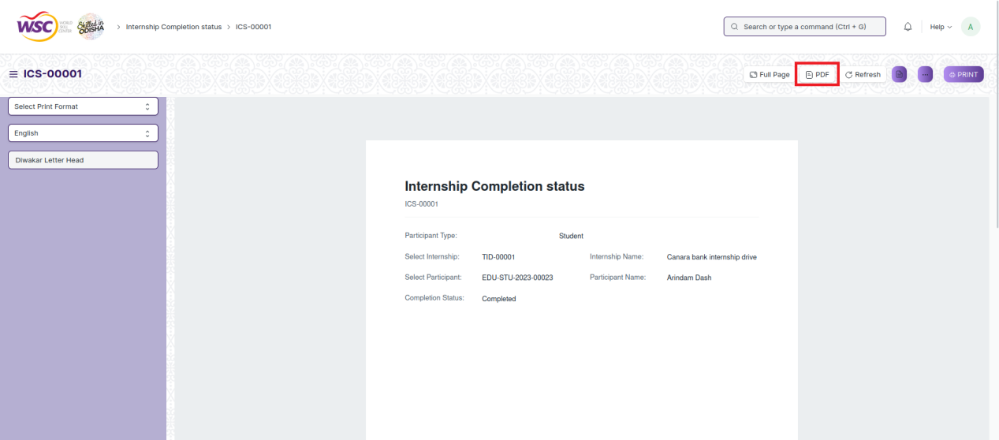 WSC WORLD SKILL CENTER Skilled in ODISHA > Internship Completion status > ICS-00001 Search or type a command (Ctrl + G) Help A
ICS-00001 Full Page PDF Refresh ... PRINT
Select Print Format
English
Diwakar Letter Head
Internship Completion status
ICS-00001
Participant Type: Student
Select Internship: TID-00001 Internship Name: Canara bank internship drive
Select Participant: EDU-STU-2023-00023 Participant Name: Arindam Dash
Completion Status: Completed